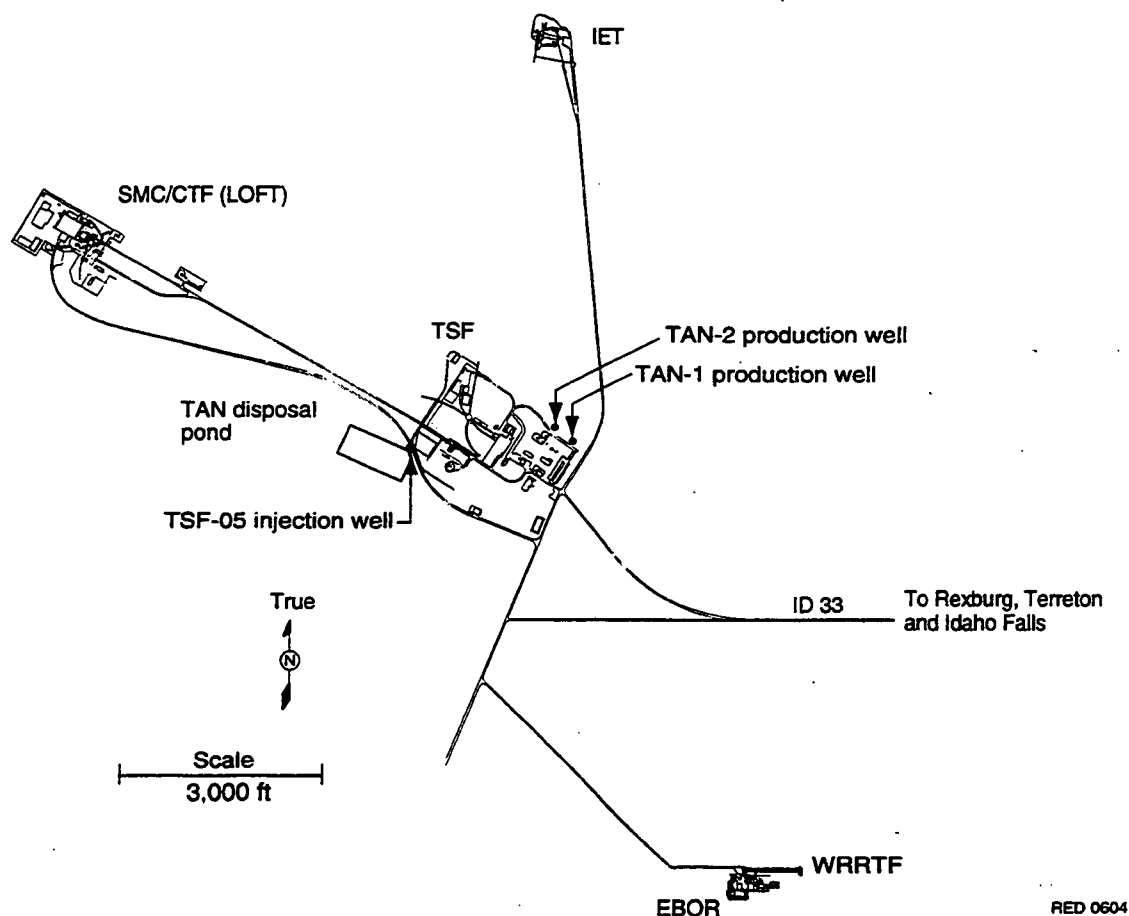 IET
SMC/CTF (LOFT)
TSF
TAN-2 production well
TAN-1 production well
TAN disposal
pond
TSF-05 injection well
True
N
ID 33
To Rexburg, Terreton
and Idaho Falls
Scale
3,000 ft
WRRTF
EBOR
RED 0604